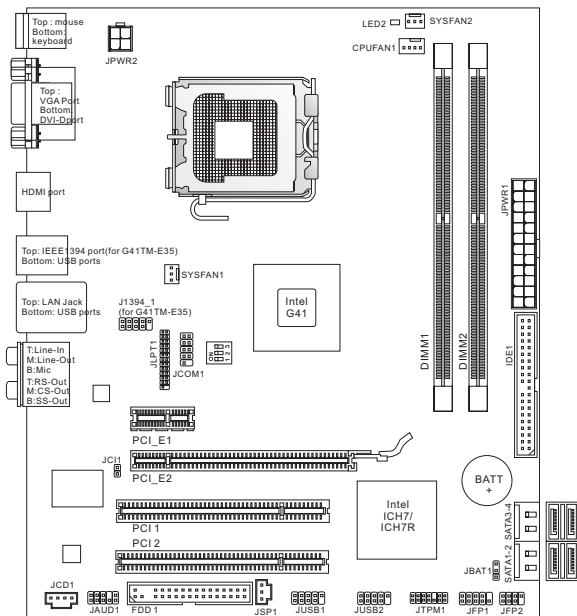 Top : mouse
Bottom:
keyboard
JPWR2
LED2
SYSFAN2
CPUFAN1
Top :
VGA Port
Bottom:
DVI-Dport
HDMI port
JPWR1
Top: IEEE1394 port(for G41TM-E35)
Bottom: USB ports
SYSFAN1
Top: LAN Jack
Bottom: USB ports
J1394_1
(for G41TM-E35)
Intel
G41
DIMM1
DIMM2
IDE1
T:Line-In
M:Line-Out
B:Mic
T:RS-Out
M:CS-Out
B:SS-Out
JLPT1
JCOM1
ON
1 2 3
PCI_E1
JCI1
PCI_E2
BATT
+
Intel
ICH7/
ICH7R
PCI 1
PCI 2
SATA3-4
SATA1-2
JBAT1
JCD1
JAUD1
FDD 1
JSP1
JUSB1
JUSB2
JTPM1
JFP1
JFP2